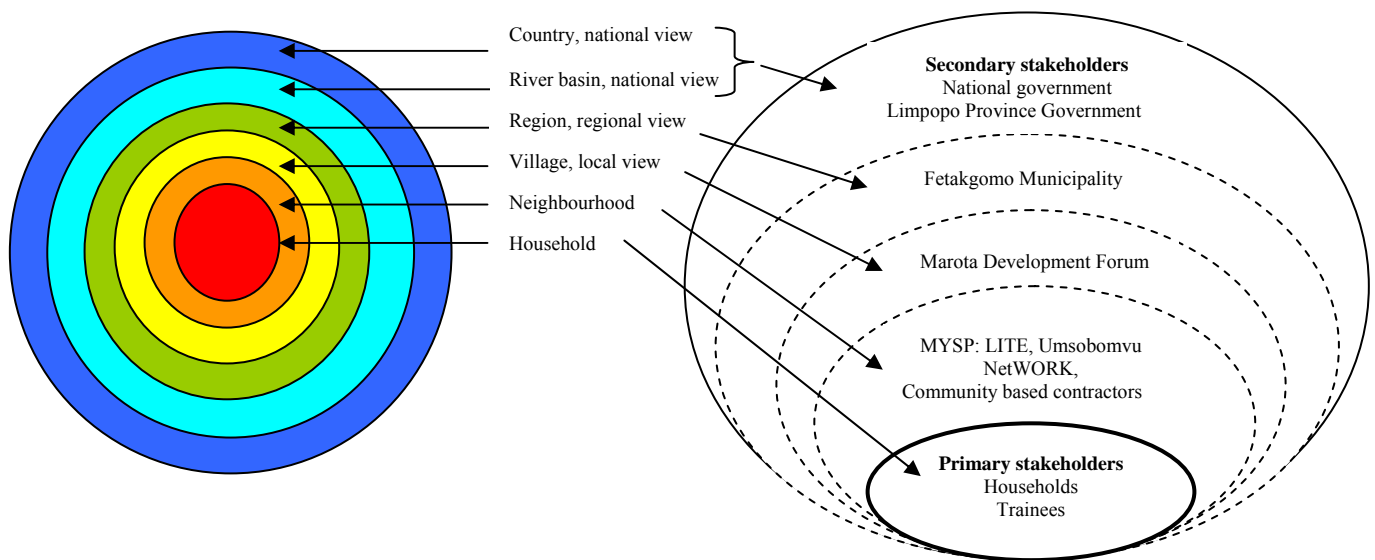 Country, national view
River basin, national view
Region, regional view
Village, local view
Neighbourhood
Household
Secondary stakeholders
National government
Limpopo Province Government
Fetakgomo Municipality
Marota Development Forum
MYSP: LITE, Umsobomvu
NetWORK,
Community based contractors
Primary stakeholders
Households
Trainees